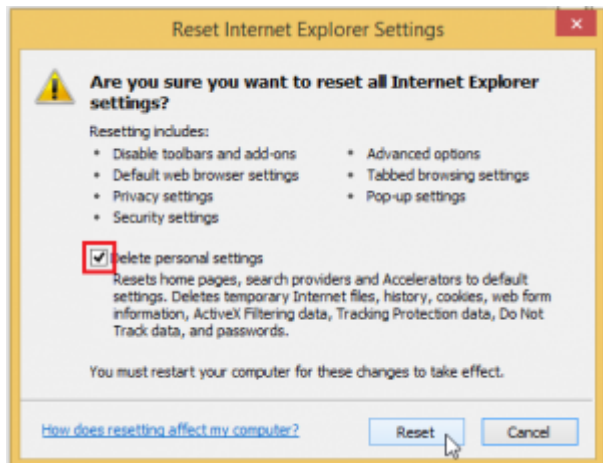 Reset Internet Explorer Settings
Are you sure you want to reset all Internet Explorer
settings?
Resetting includes:
• Disable toolbars and add-ons
• Default web browser settings
• Privacy settings
• Security settings
• Advanced options
• Tabbed browsing settings
• Pop-up settings
Delete personal settings
Resets home pages, search providers and Accelerators to default
settings. Deletes temporary Internet files, history, cookies, web form
information, ActiveX Filtering data, Tracking Protection data, Do Not
Track data, and passwords.
You must restart your computer for these changes to take effect.
How does resetting affect my computer?
Reset
Cancel